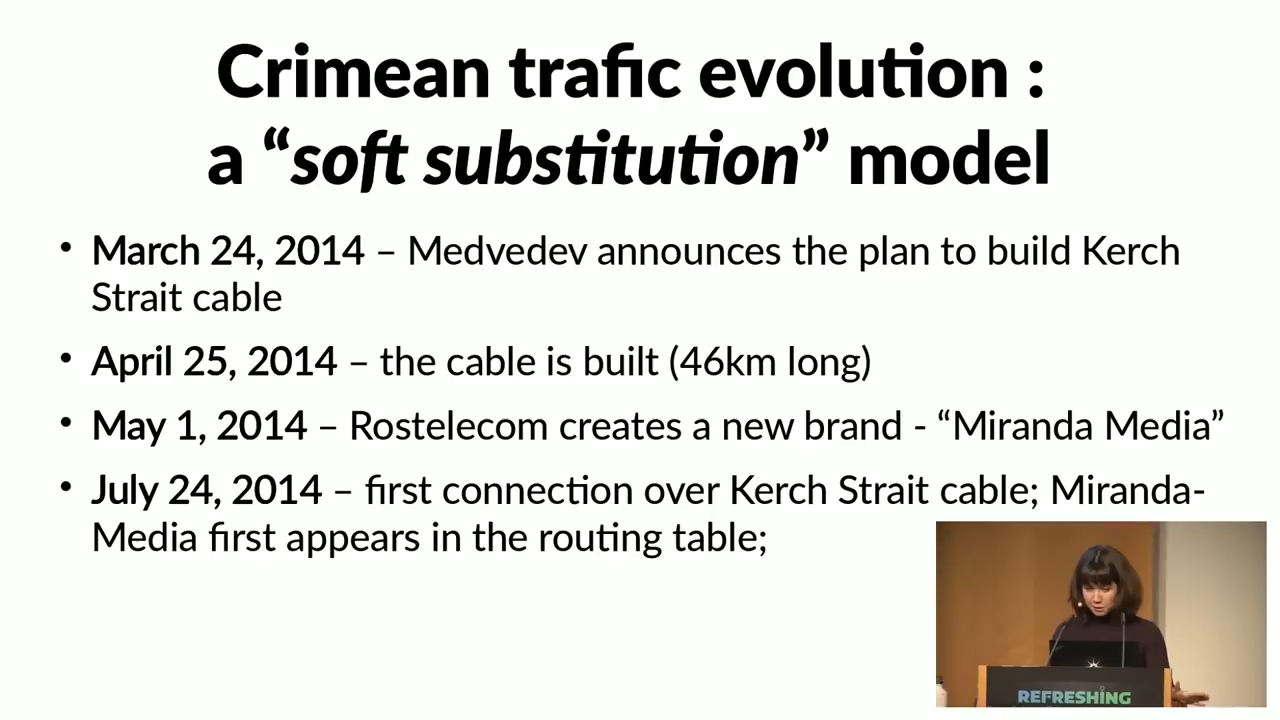 Crimean trafic evolution :
a “soft substitution” model
• March 24, 2014 – Medvedev announces the plan to build Kerch
Strait cable
• April 25, 2014 – the cable is built (46km long)
• May 1, 2014 – Rostelecom creates a new brand - “Miranda Media”
• July 24, 2014 – first connection over Kerch Strait cable; Miranda-
Media first appears in the routing table;
REFRESHING